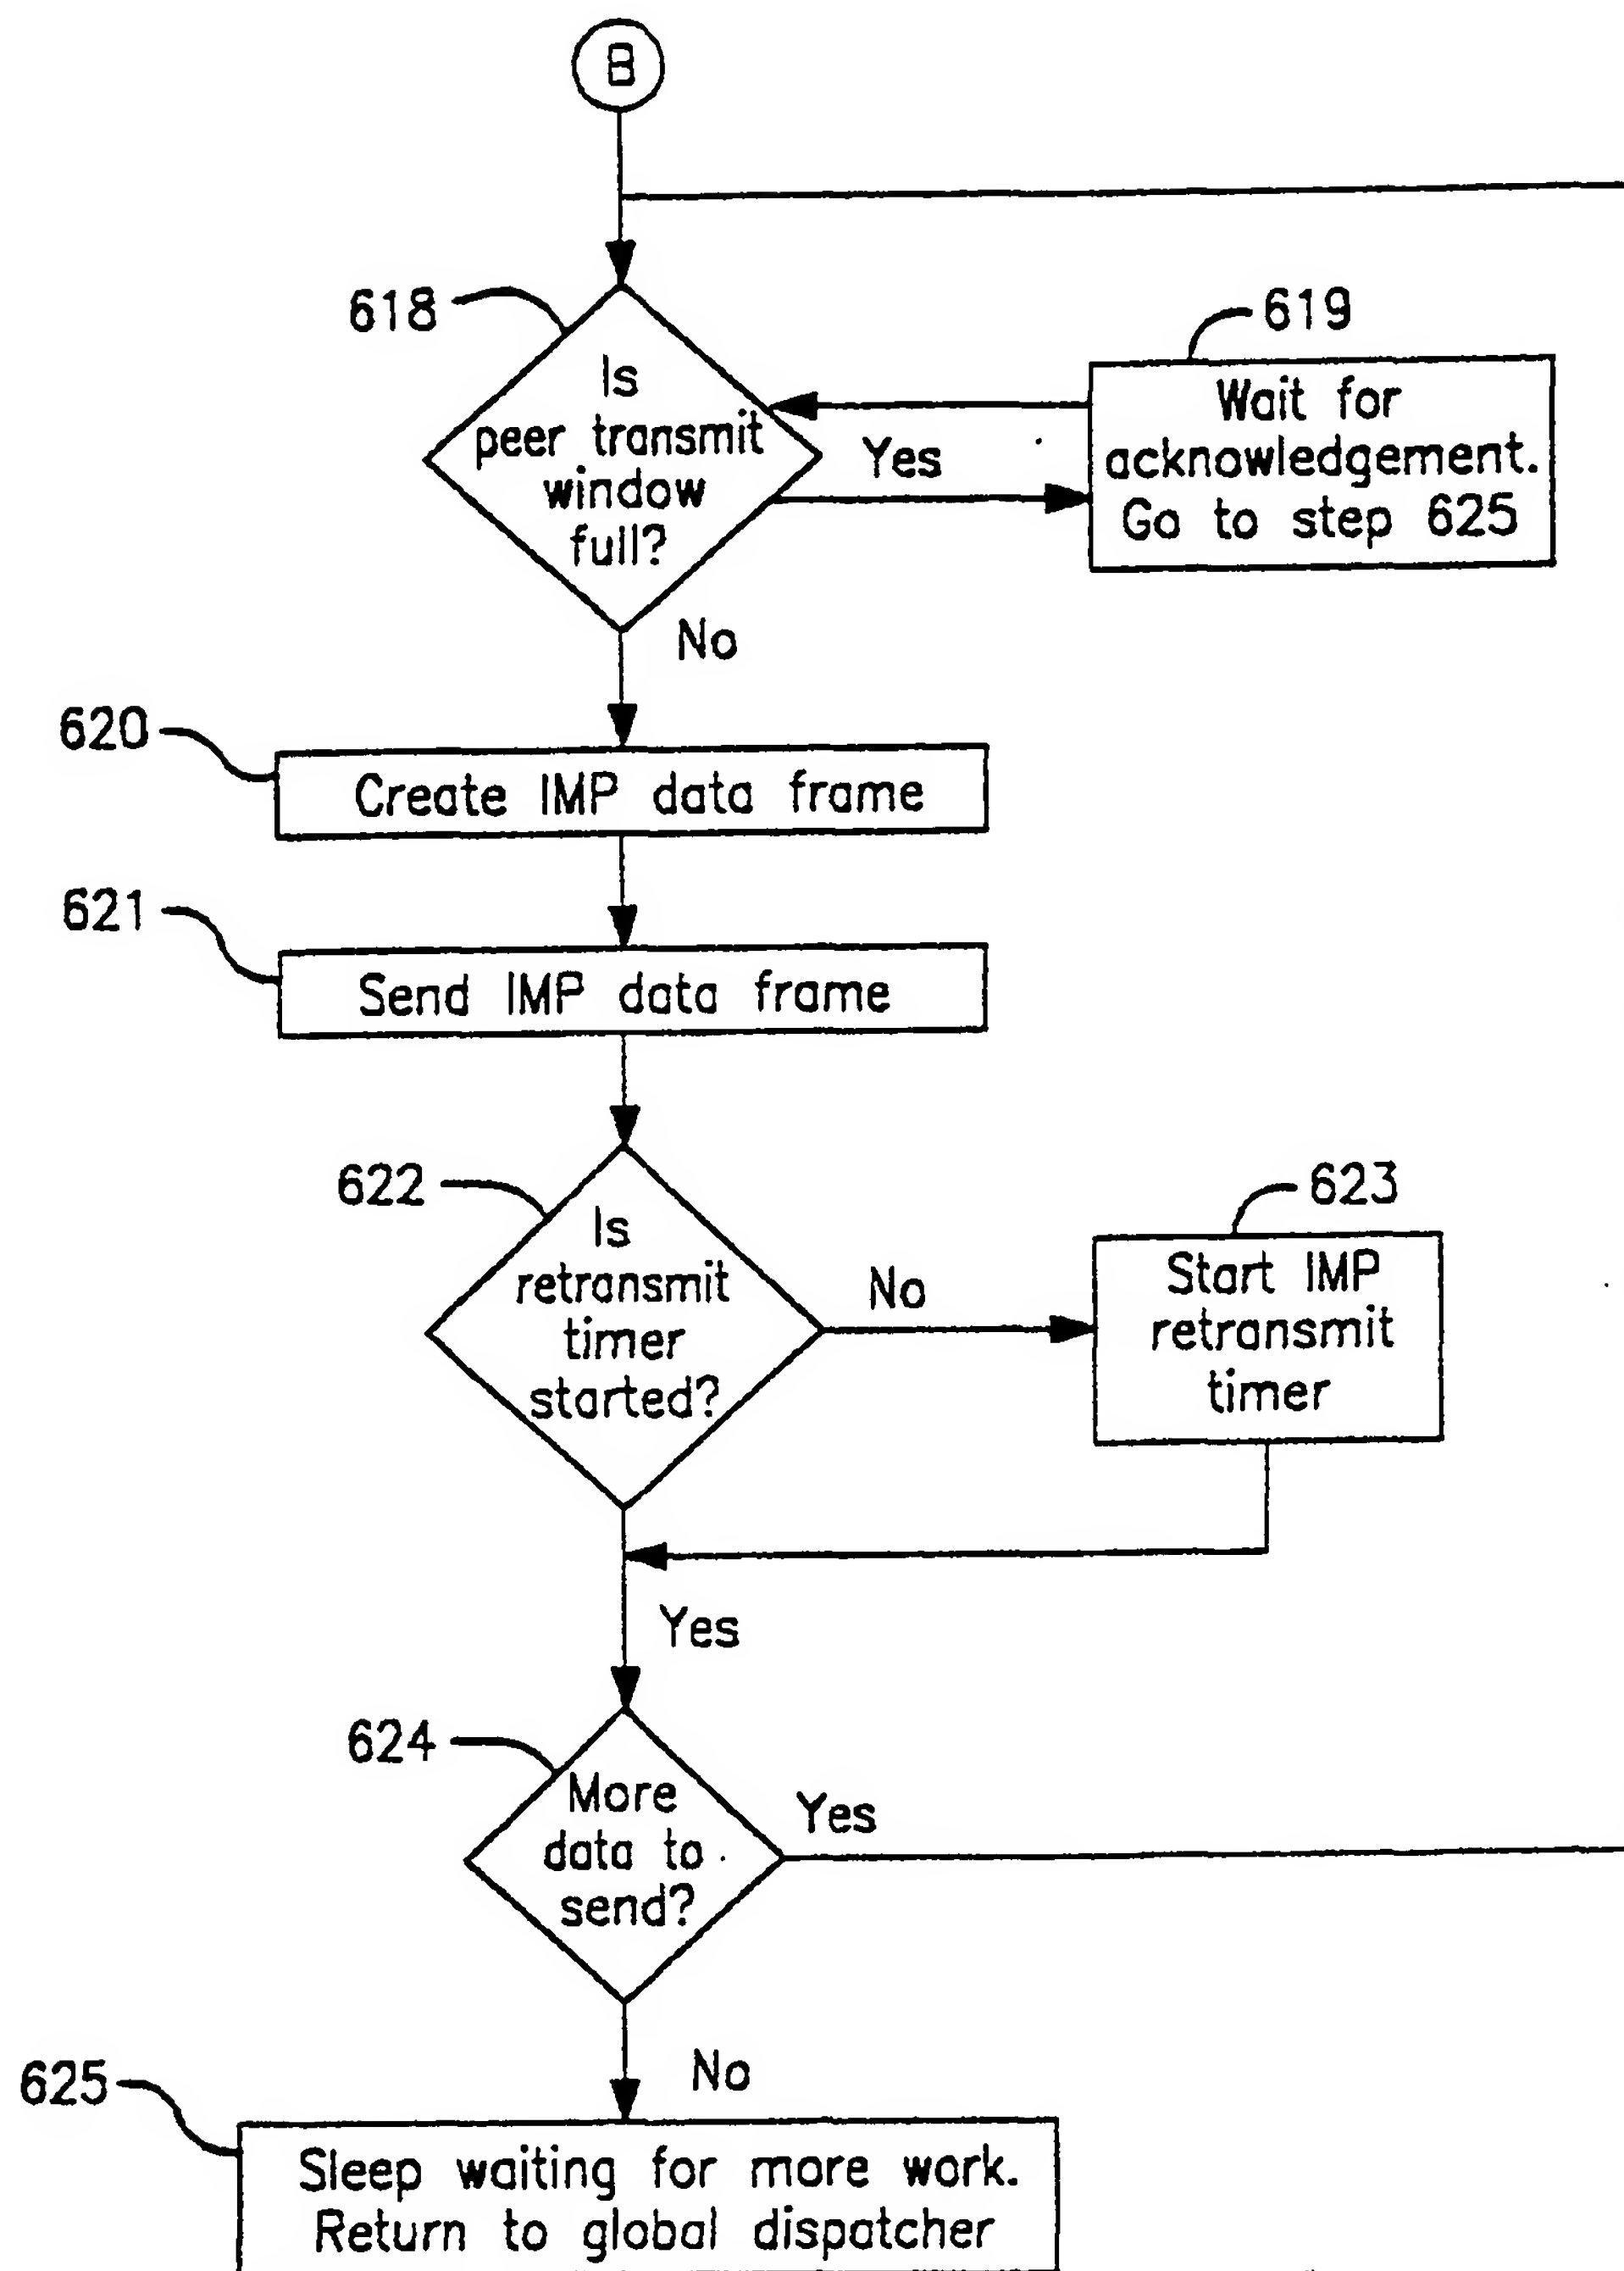 B
618
Is
peer transmit
window
full?
Yes
No
619
Wait for
acknowledgement.
Go to step 625
620
Create IMP data frame
621
Send IMP data frame
622
Is
retransmit
timer
started?
No
Yes
623
Start IMP
retransmit
timer
624
More
data to
send?
Yes
No
625
Sleep waiting for more work.
Return to global dispatcher